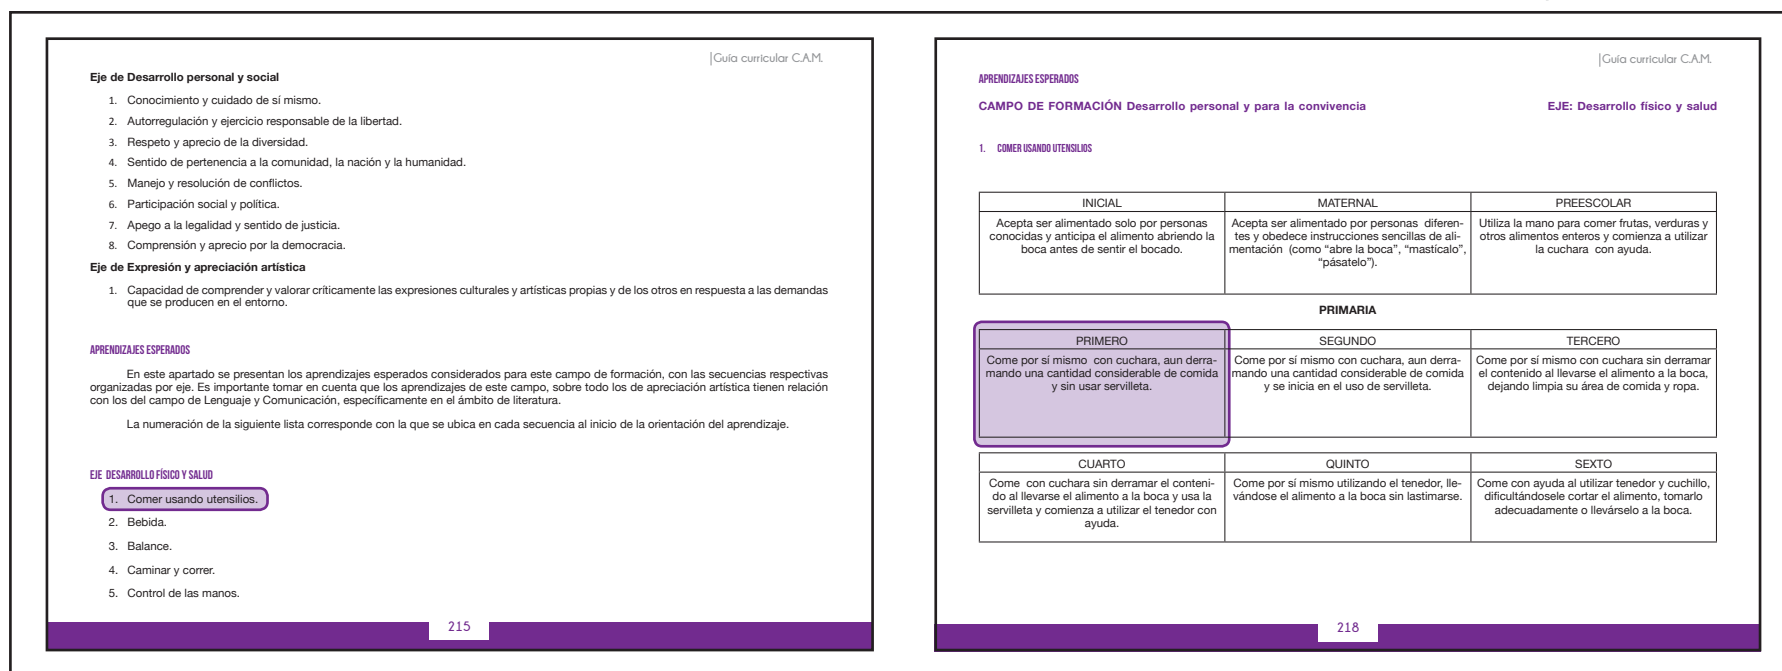 |Guía curricular C.A.M.
Eje de Desarrollo personal y social
1. Conocimiento y cuidado de sí mismo.
2. Autorregulación y ejercicio responsable de la libertad.
3. Respeto y aprecio de la diversidad.
4. Sentido de pertenencia a la comunidad, la nación y la humanidad.
5. Manejo y resolución de conflictos.
6. Participación social y política.
7. Apego a la legalidad y sentido de justicia.
8. Comprensión y aprecio por la democracia.
Eje de Expresión y apreciación artística
1. Capacidad de comprender y valorar críticamente las expresiones culturales y artísticas propias y de los otros en respuesta a las demandas
que se producen en el entorno.
APRENDIZAJES ESPERADOS
En este apartado se presentan los aprendizajes esperados considerados para este campo de formación, con las secuencias respectivas
organizadas por eje. Es importante tomar en cuenta que los aprendizajes de este campo, sobre todo los de apreciación artística tienen relación
con los del campo de Lenguaje y Comunicación, específicamente en el ámbito de literatura.
La numeración de la siguiente lista corresponde con la que se ubica en cada secuencia al inicio de la orientación del aprendizaje.
EJE DESARROLLO FÍSICO Y SALUD
1. Comer usando utensilios.
2. Bebida.
3. Balance.
4. Caminar y correr.
5. Control de las manos.
215
|Guía curricular C.A.M.
APRENDIZAJES ESPERADOS
CAMPO DE FORMACIÓN Desarrollo personal y para la convivencia EJE: Desarrollo físico y salud
1. COMER USANDO UTENSILIOS
INICIAL
Acepta ser alimentado solo por personas
conocidas y anticipa el alimento abriendo la
boca antes de sentir el bocado.
MATERNAL
Acepta ser alimentado por personas diferen-
tes y obedece instrucciones sencillas de ali-
mentación (como “abre la boca”, “mastícalo”,
“pásatelo”).
PREESCOLAR
Utiliza la mano para comer frutas, verduras y
otros alimentos enteros y comienza a utilizar
la cuchara con ayuda.
PRIMARIA
PRIMERO
Come por sí mismo con cuchara, aun derra-
mando una cantidad considerable de comida
y sin usar servilleta.
SEGUNDO
Come por sí mismo con cuchara, aun derra-
mando una cantidad considerable de comida
y se inicia en el uso de servilleta.
TERCERO
Come por sí mismo con cuchara sin derramar
el contenido al llevarse el alimento a la boca,
dejando limpia su área de comida y ropa.
CUARTO
Come con cuchara sin derramar el conteni-
do al llevarse el alimento a la boca y usa la
servilleta y comienza a utilizar el tenedor con
ayuda.
QUINTO
Come por sí mismo utilizando el tenedor, lle-
vándose el alimento a la boca sin lastimarse.
SEXTO
Come con ayuda al utilizar tenedor y cuchillo,
dificultándosele cortar el alimento, tomarlo
adecuadamente o llevárselo a la boca.
218